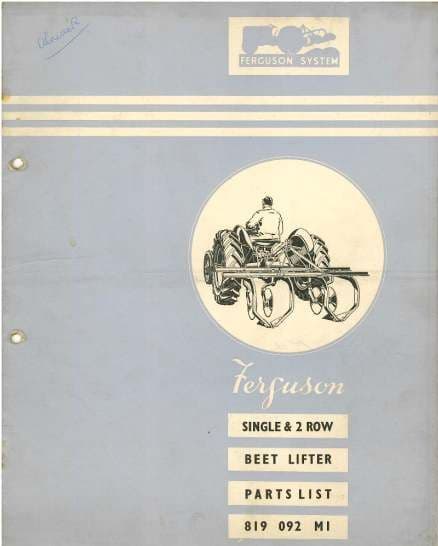 FERGUSON SYSTEM
Ferguson
SINGLE & 2 ROW
BEET LIFTER
PARTS LIST
819 092 M1